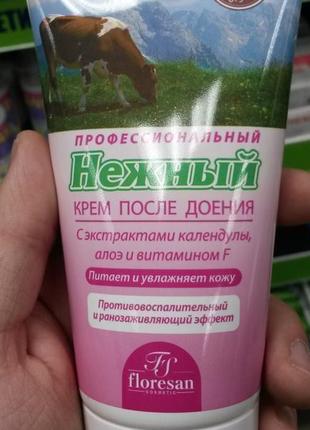 ПРОФЕССИОНАЛЬНЫЙ
Нежный
КРЕМ ПОСЛЕ ДОЕНИЯ
С экстрактами календулы,
алоэ и витамином F
Питает и увлажняет кожу
Противовоспалительный
и ранозаживляющий эффект
FS
floresan
COSMETIC